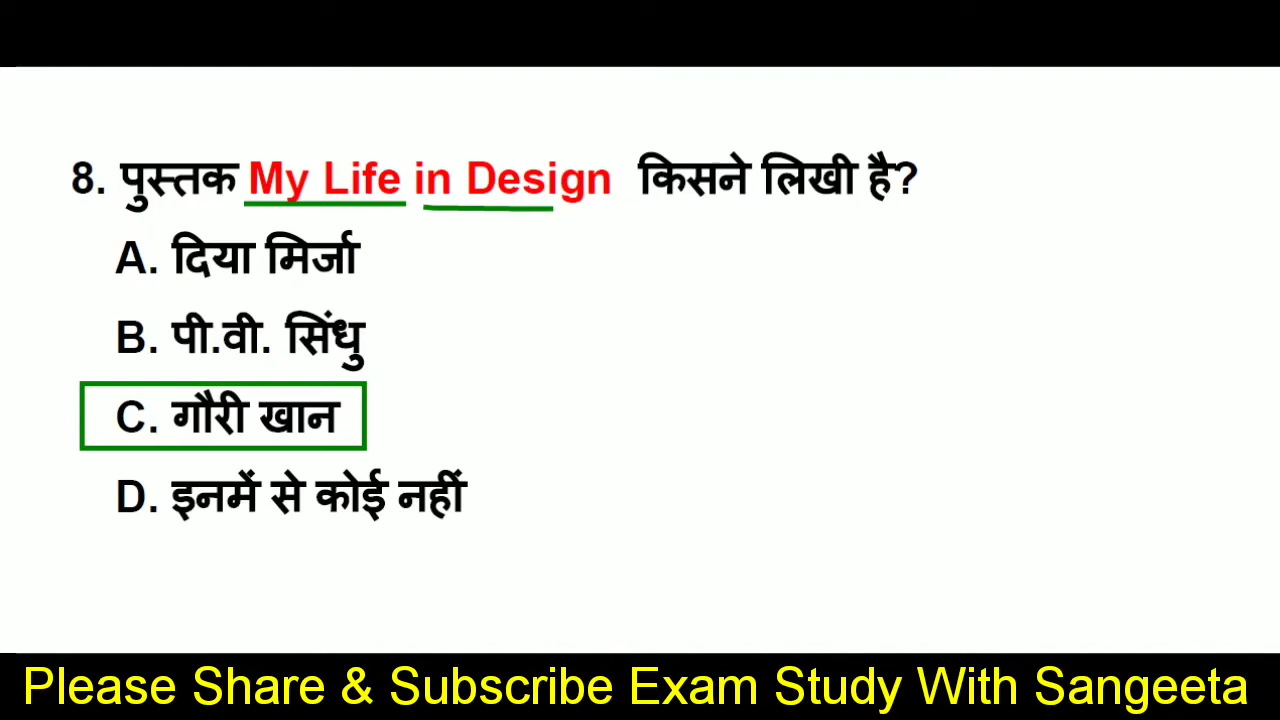 8. पुस्तक My Life in Design किसने लिखी है?
A. दिया मिर्जा
B. पी.वी. सिंधु
C. गौरी खान
D. इनमें से कोई नहीं
Please Share & Subscribe Exam Study With Sangeeta